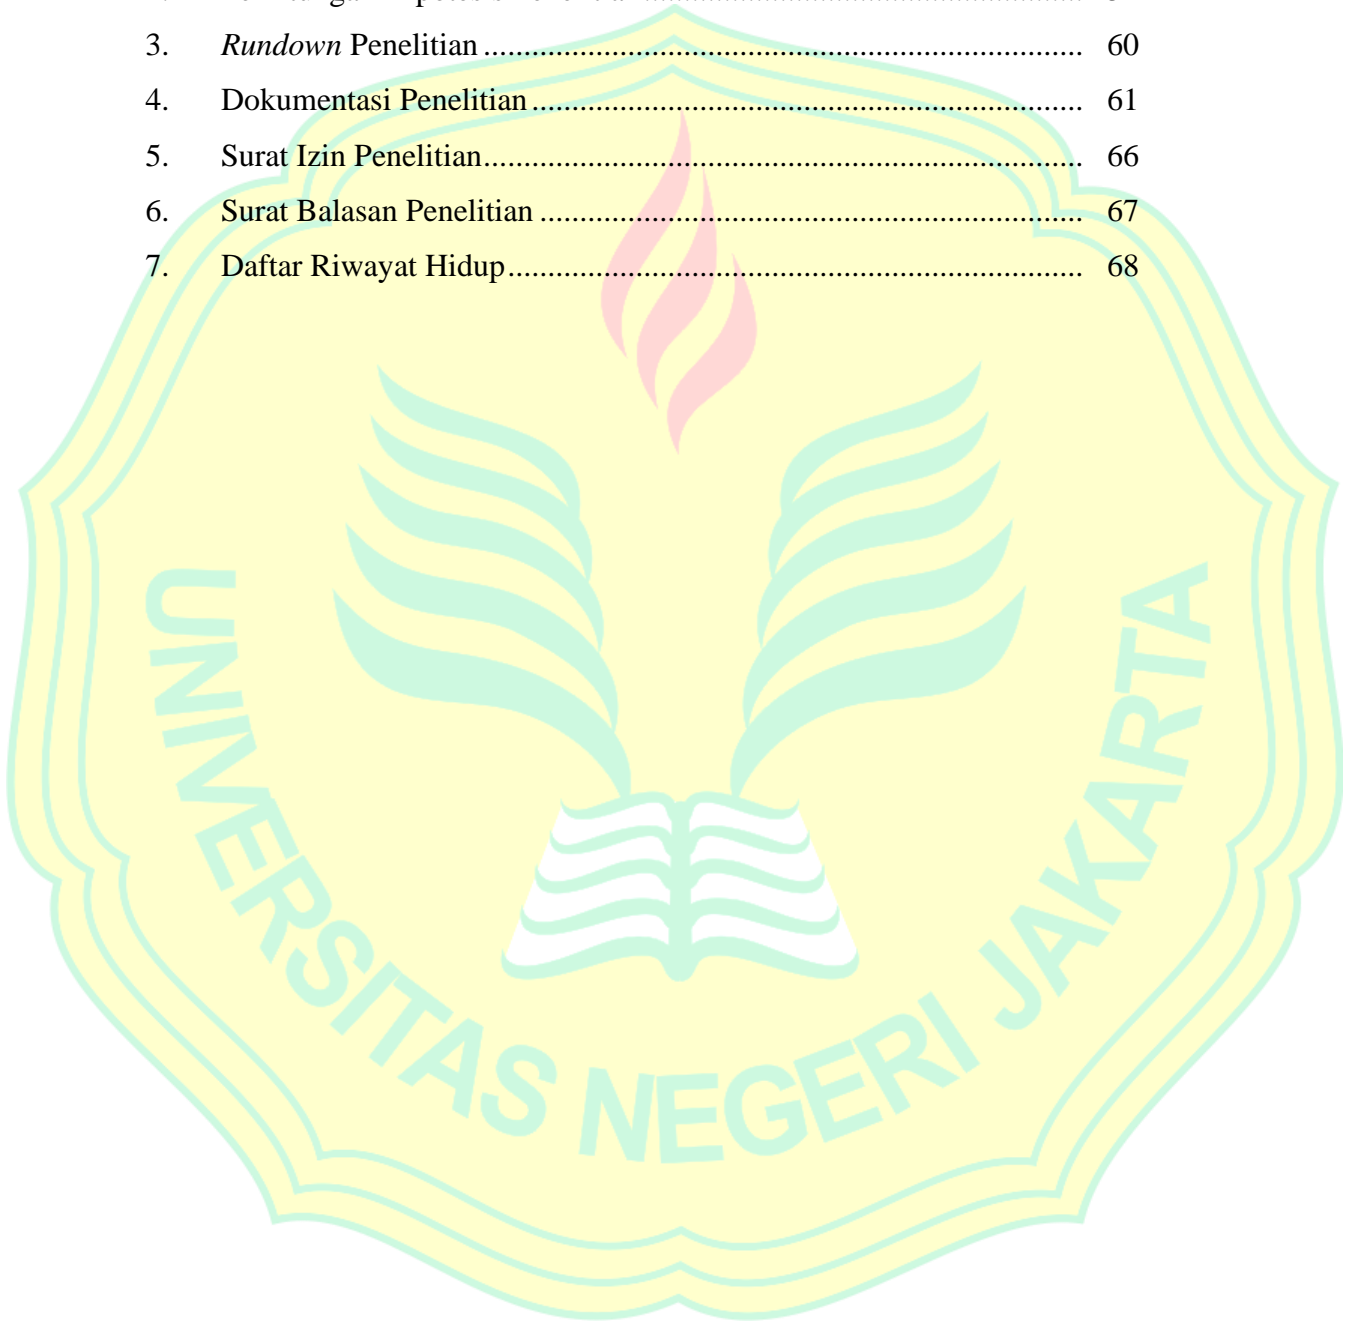 3. Rundown Penelitian ........................................................................... 60
4. Dokumentasi Penelitian ..................................................................... 61
5. Surat Izin Penelitian........................................................................... 66
6. Surat Balasan Penelitian .................................................................... 67
7. Daftar Riwayat Hidup........................................................................ 68
UNIVERSITAS NEGERI JAKARTA